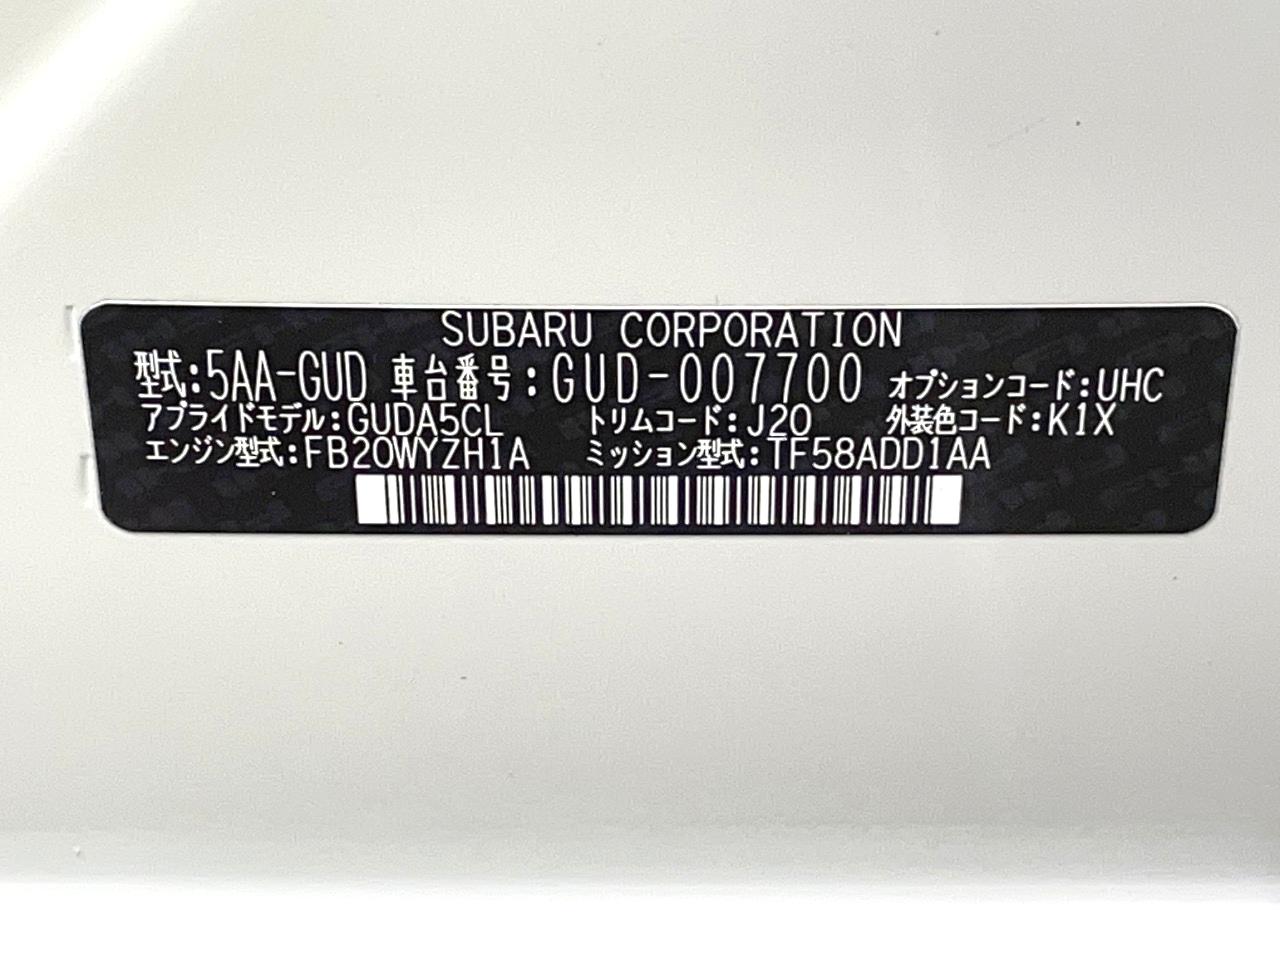 SUBARU CORPORATION
型式:5AA-GUD 車台番号:GUD-007700 オプションコード:UHC
アプライドモデル:GUDA5CL トリムコード:J20 外装色コード:K1X
エンジン型式:FB20WYZH1A ミッション型式:TF58ADD1AA